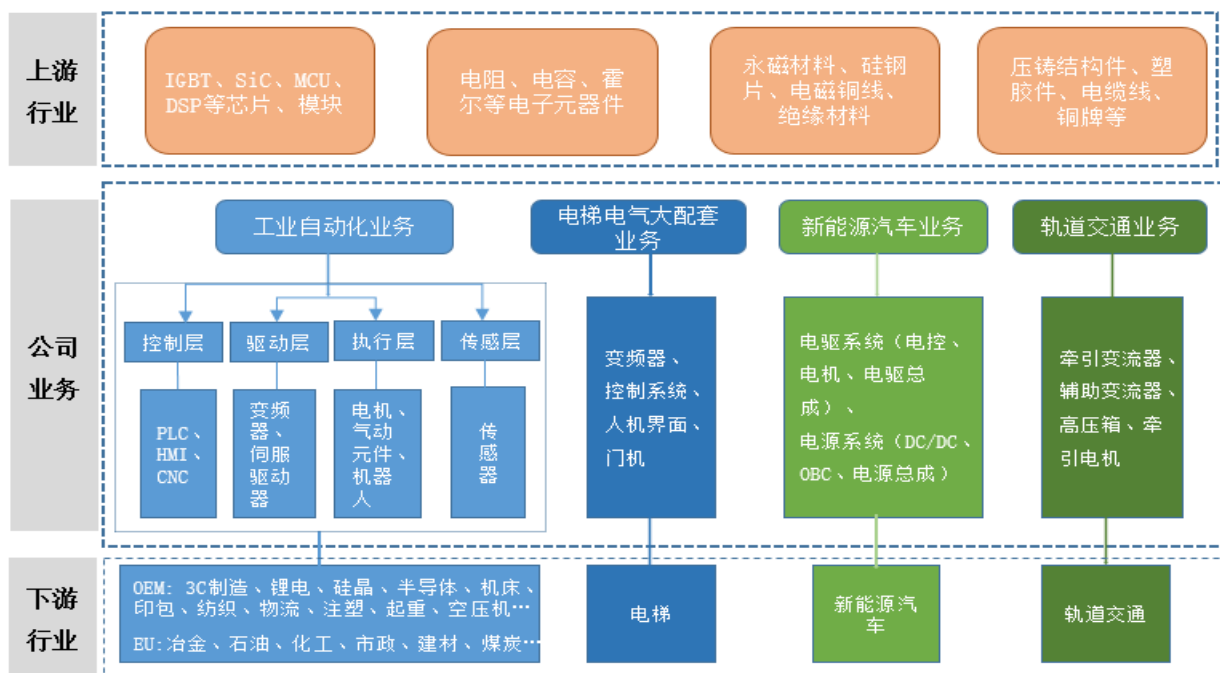 上游
行业
IGBT、SiC、MCU、
DSP等芯片、模块
电阻、电容、霍
尔等电子元器件
永磁材料、硅钢
片、电磁铜线、
绝缘材料
压铸结构件、塑
胶件、电缆线、
铜牌等
公司
业务
工业自动化业务
电梯电气大配套
业务
新能源汽车业务
轨道交通业务
控制层
驱动层
执行层
传感层
PLC、
HMI、
CNC
变频
器、
伺服
驱动
器
电机、
气动
元件、
机器
人
传
感
器
变频器、
控制系统、
人机界面、
门机
电驱系统（电控、
电机、电驱总
成）、
电源系统（DC/DC、
OBC、电源总成）
牵引变流器、
辅助变流器、
高压箱、牵
引电机
下游
行业
OEM: 3C制造、锂电、硅晶、半导体、机床、
印包、纺织、物流、注塑、起重、空压机…
EU:冶金、石油、化工、市政、建材、煤炭…
电梯
新能源汽
车
轨道交通